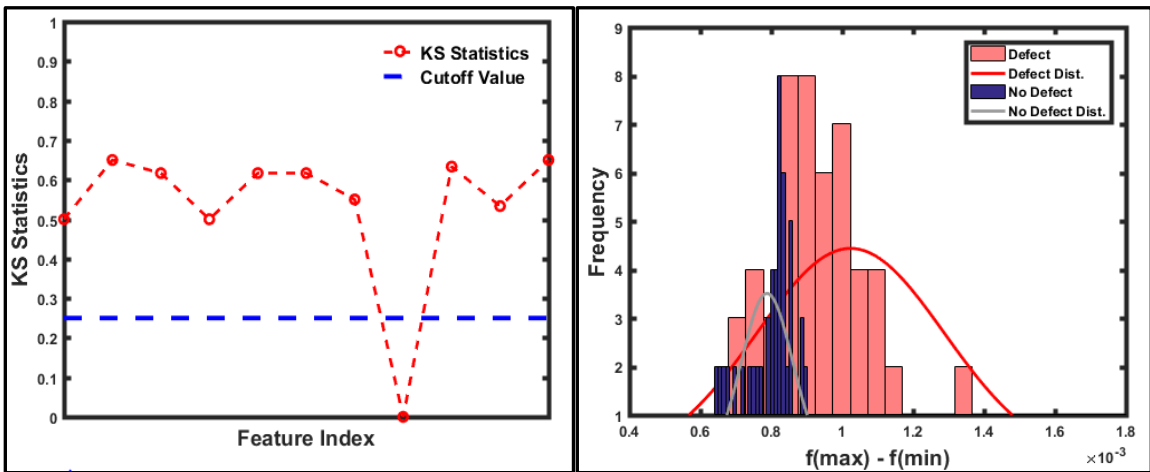 1
0.9
0.8
0.7
0.6
0.5
0.4
0.3
0.2
0.1
0
KS Statistics
Feature Index
KS Statistics
Cutoff Value
9
8
7
6
5
4
3
2
1
Frequency
0.4
0.6
0.8
1
1.2
1.4
1.6
1.8
×10⁻³
f(max) - f(min)
Defect
Defect Dist.
No Defect
No Defect Dist.